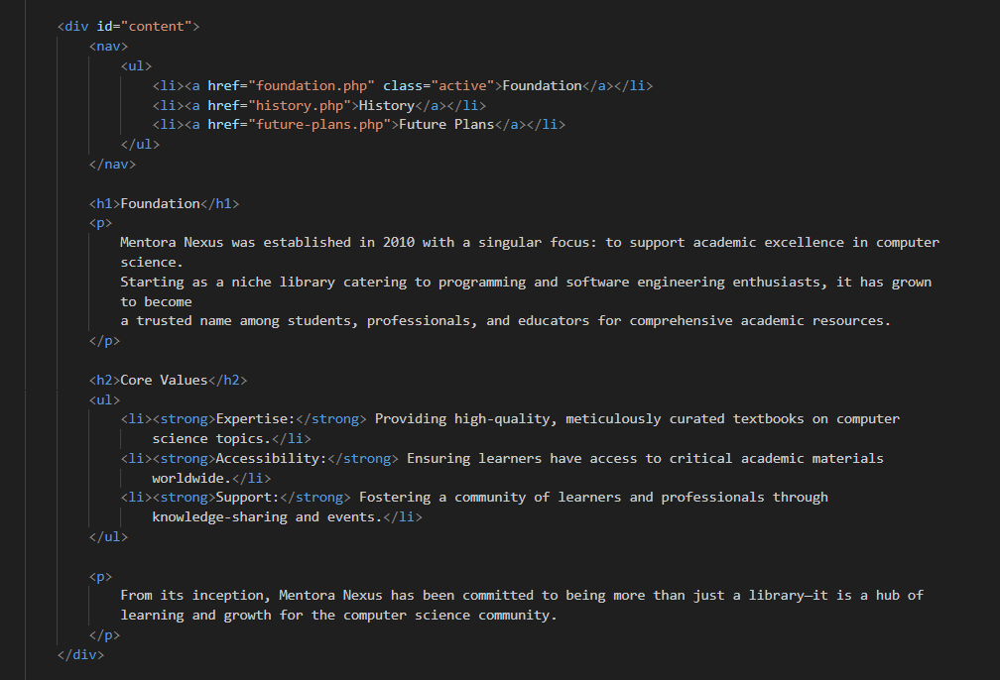 <div id="content">
<nav>
<ul>
<li><a href="foundation.php" class="active">Foundation</a></li>
<li><a href="history.php">History</a></li>
<li><a href="future-plans.php">Future Plans</a></li>
</ul>
</nav>
<h1>Foundation</h1>
<p>
Mentora Nexus was established in 2010 with a singular focus: to support academic excellence in computer
science.
Starting as a niche library catering to programming and software engineering enthusiasts, it has grown
to become
a trusted name among students, professionals, and educators for comprehensive academic resources.
</p>
<h2>Core Values</h2>
<ul>
<li><strong>Expertise:</strong> Providing high-quality, meticulously curated textbooks on computer
science topics.</li>
<li><strong>Accessibility:</strong> Ensuring learners have access to critical academic materials
worldwide.</li>
<li><strong>Support:</strong> Fostering a community of learners and professionals through
knowledge-sharing and events.</li>
</ul>
<p>
From its inception, Mentora Nexus has been committed to being more than just a library—it is a hub of
learning and growth for the computer science community.
</p>
</div>